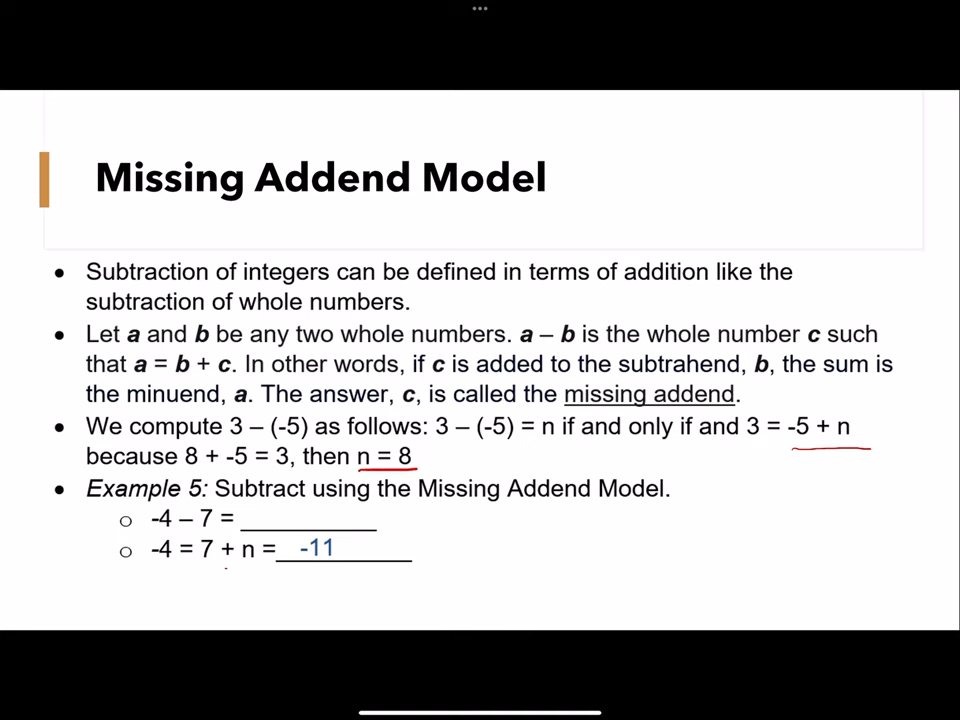 Missing Addend Model
• Subtraction of integers can be defined in terms of addition like the
subtraction of whole numbers.
• Let a and b be any two whole numbers. a – b is the whole number c such
that a = b + c. In other words, if c is added to the subtrahend, b, the sum is
the minuend, a. The answer, c, is called the missing addend.
• We compute 3 – (-5) as follows: 3 – (-5) = n if and only if and 3 = -5 + n
because 8 + -5 = 3, then n = 8
• Example 5: Subtract using the Missing Addend Model.
o -4 – 7 = __________
o -4 = 7 + n = -11